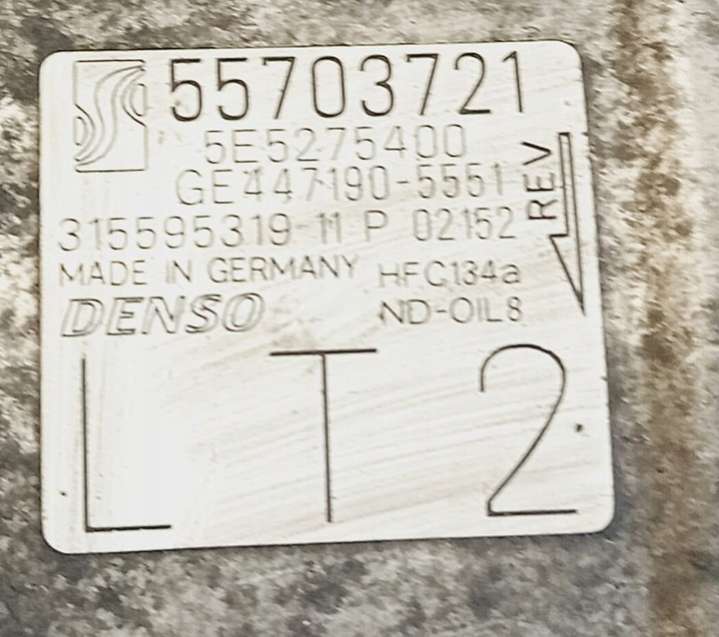 55703721
5E5275400
GE447190-5551
REV
315595319-11 P 02152
MADE IN GERMANY HFC134a
DENSO ND-OIL8
LT2